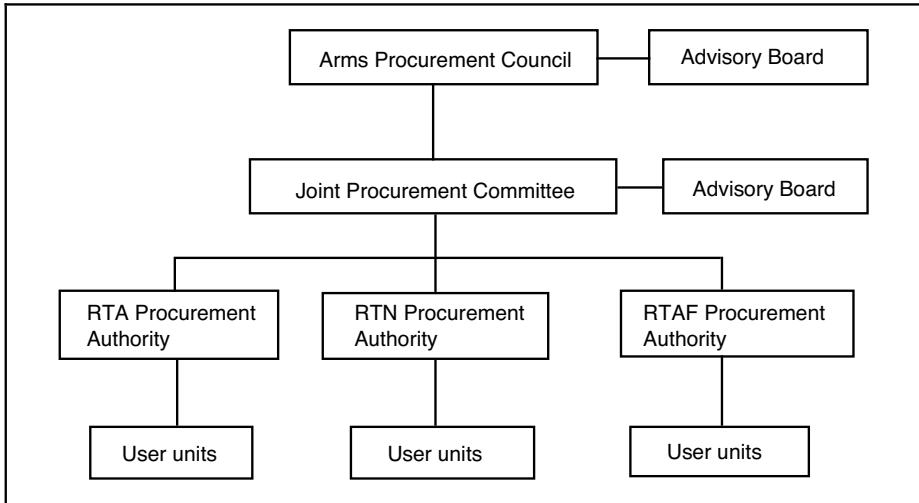 Arms Procurement Council
Advisory Board
Joint Procurement Committee
Advisory Board
RTA Procurement
Authority
RTN Procurement
Authority
RTAF Procurement
Authority
User units
User units
User units